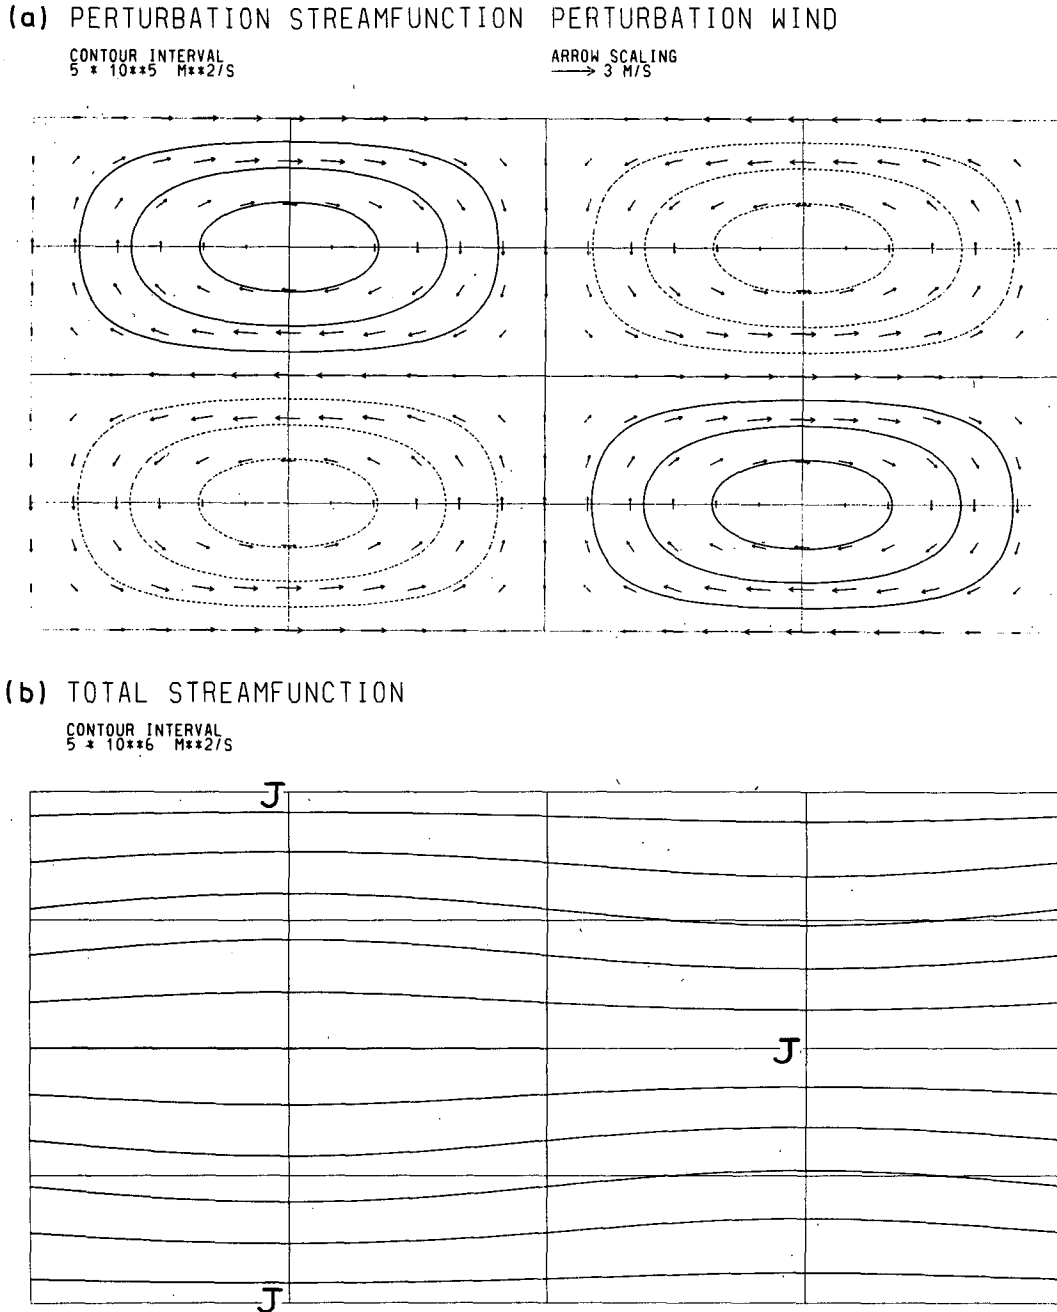 (a) PERTURBATION STREAMFUNCTION PERTURBATION WIND
CONTOUR INTERVAL
5 * 10**5 M**2/S
ARROW SCALING
3 M/S
(b) TOTAL STREAMFUNCTION
CONTOUR INTERVAL
5 * 10**6 M**2/S
J
J
J